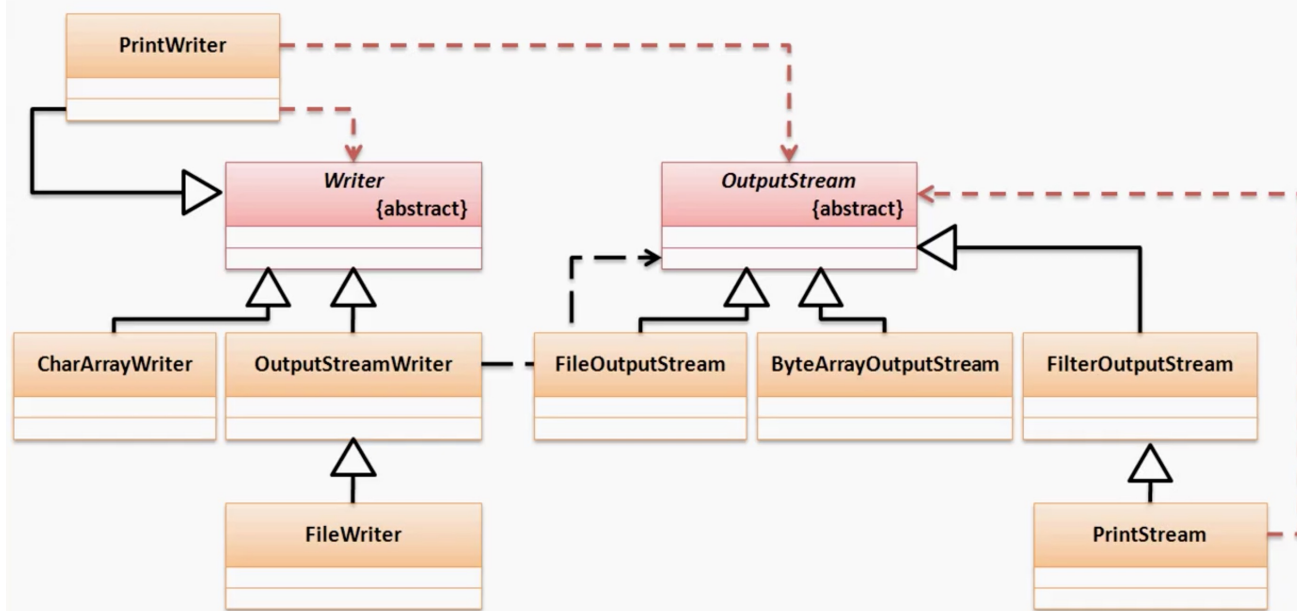 PrintWriter
Writer
{abstract}
OutputStream
{abstract}
CharArrayWriter
OutputStreamWriter
FileOutputStream
ByteArrayOutputStream
FilterOutputStream
FileWriter
PrintStream